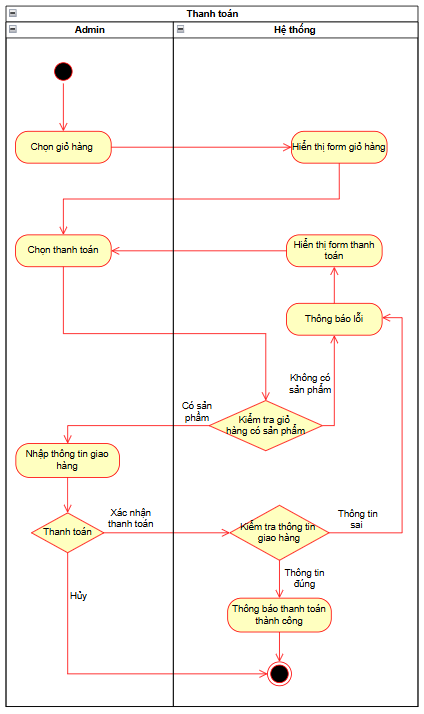 Thanh toán
Admin
Hệ thống
Chọn giỏ hàng
Hiển thị form giỏ hàng
Chọn thanh toán
Hiển thị form thanh
toán
Thông báo lỗi
Không có
sản phẩm
Có sản
phẩm
Kiểm tra giỏ
hàng có sản phẩm
Nhập thông tin giao
hàng
Thanh toán
Xác nhận
thanh toán
Kiểm tra thông tin
giao hàng
Thông tin
sai
Thông tin
đúng
Hủy
Thông báo thanh toán
thành công